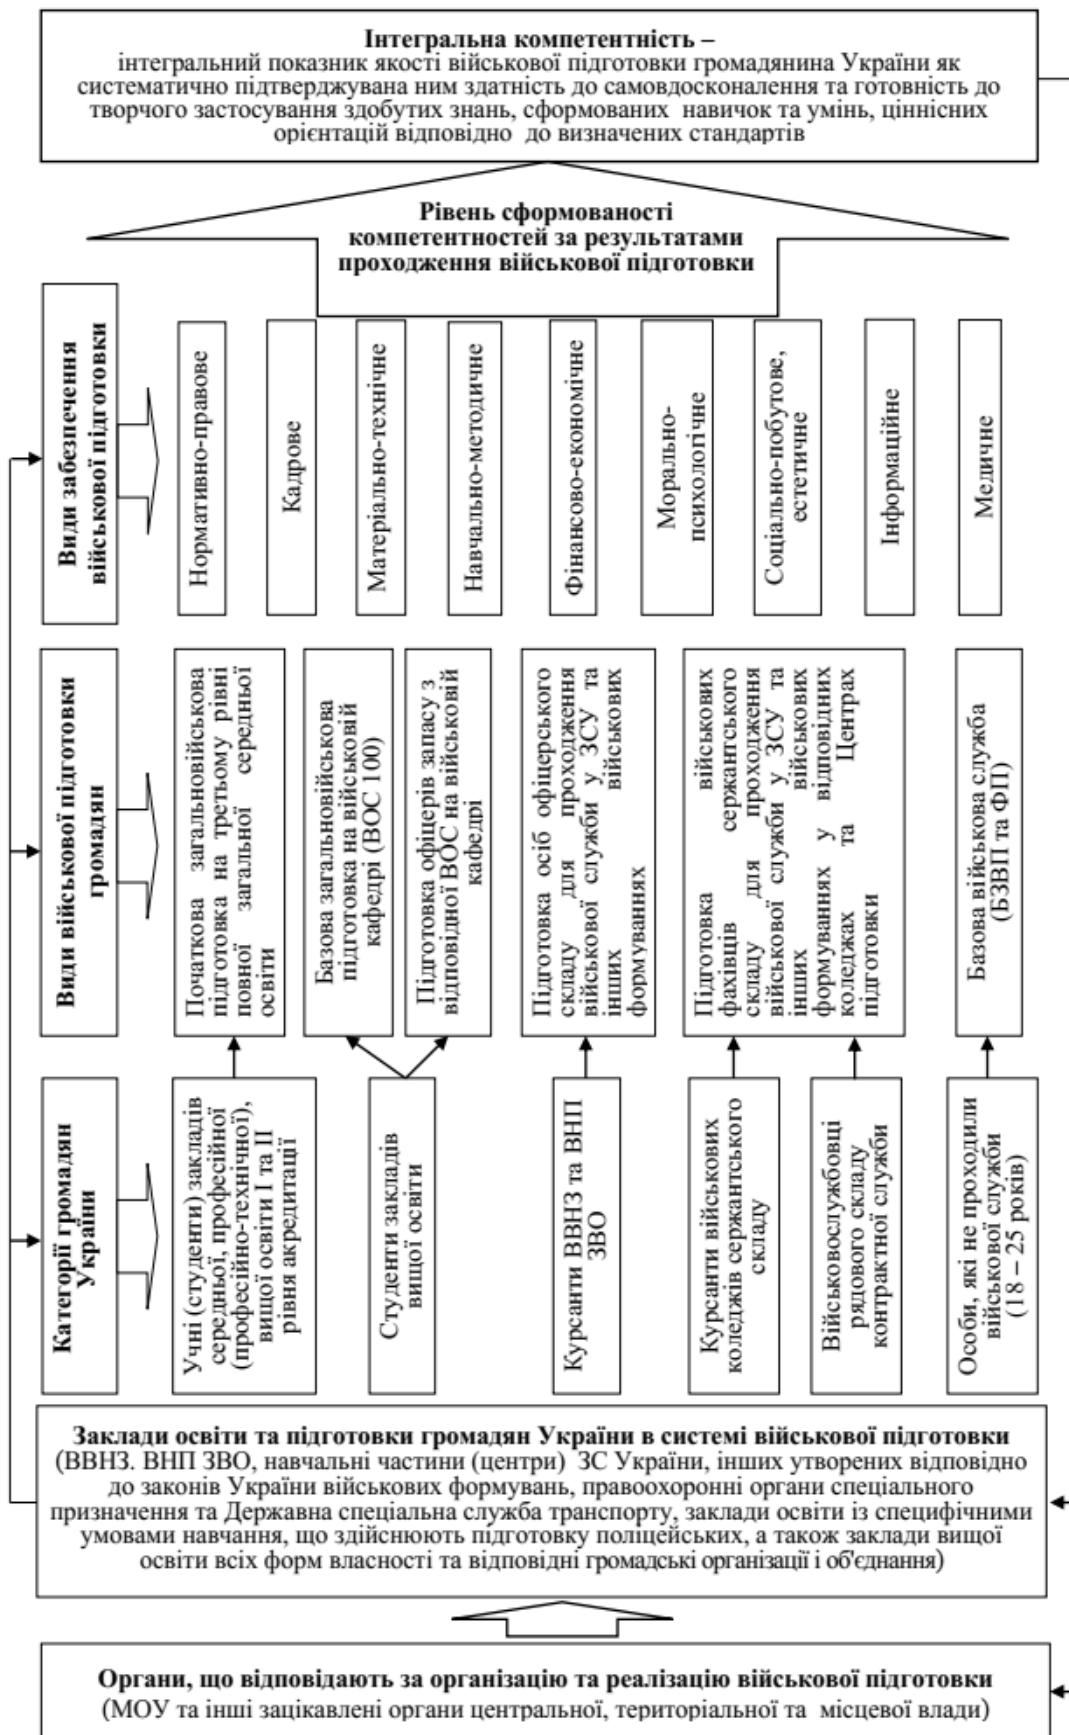 Інтегральна компетентність –
інтегральний показник якості військової підготовки громадянина України як
систематично підтверджувана ним здатність до самовдосконалення та готовність до
творчого застосування здобутих знань, сформованих навичок та умінь, ціннісних
орієнтацій відповідно до визначених стандартів
Рівень сформованості
компетентностей за результатами
проходження військової підготовки
Види забезпечення
військової підготовки
Нормативно-правове
Кадрове
Матеріально-технічне
Навчально-методичне
Фінансово-економічне
Морально-
психологічне
Соціально-побутове,
естетичне
Інформаційне
Медичне
Види військової підготовки
громадян
Початкова загальновійськова
підготовка на третьому рівні
повної загальної середньої
освіти
Базова загальновійськова
підготовка на військовій
кафедрі (ВОС 100)
Підготовка офіцерів запасу з
відповідної ВОС на військовій
кафедрі
Підготовка осіб офіцерського
складу для проходження
військової служби у ЗСУ та
інших військових
формуваннях
Підготовка військових
фахівців сержантського
складу для проходження
військової служби у ЗСУ та
інших військових
формуваннях у відповідних
коледжах та Центрах
підготовки
Базова військова служба
(БЗВП та ФП)
Категорії громадян
України
Учні (студенти) закладів
середньої, професійної
(професійно-технічної),
вищої освіти І та ІІ
рівня акредитації
Студенти закладів
вищої освіти
Курсанти ВВНЗ та ВНП
ЗВО
Курсанти військових
коледжів сержантського
складу
Військовослужбовці
рядового складу
контрактної служби
Особи, які не проходили
військової служби
(18 – 25 років)
Заклади освіти та підготовки громадян України в системі військової підготовки
(ВВНЗ. ВНП ЗВО, навчальні частини (центри) ЗС України, інших утворених відповідно
до законів України військових формувань, правоохоронні органи спеціального
призначення та Державна спеціальна служба транспорту, заклади освіти із специфічними
умовами навчання, що здійснюють підготовку поліцейських, а також заклади вищої
освіти всіх форм власності та відповідні громадські організації і об'єднання)
Органи, що відповідають за організацію та реалізацію військової підготовки
(МОУ та інші зацікавлені органи центральної, територіальної та місцевої влади)